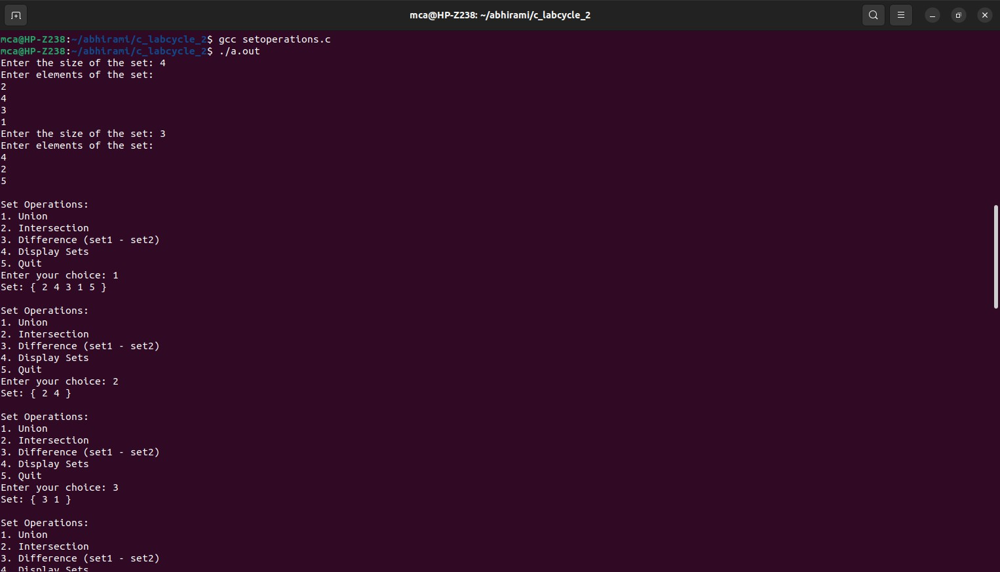 mca@HP-Z238: ~/abhirami/c_labcycle_2
mca@HP-Z238:~/abhirami/c_labcycle_2$ gcc setoperations.c
mca@HP-Z238:~/abhirami/c_labcycle_2$ ./a.out
Enter the size of the set: 4
Enter elements of the set:
2
4
3
1
Enter the size of the set: 3
Enter elements of the set:
4
2
5
Set Operations:
1. Union
2. Intersection
3. Difference (set1 - set2)
4. Display Sets
5. Quit
Enter your choice: 1
Set: { 2 4 3 1 5 }
Set Operations:
1. Union
2. Intersection
3. Difference (set1 - set2)
4. Display Sets
5. Quit
Enter your choice: 2
Set: { 2 4 }
Set Operations:
1. Union
2. Intersection
3. Difference (set1 - set2)
4. Display Sets
5. Quit
Enter your choice: 3
Set: { 3 1 }
Set Operations:
1. Union
2. Intersection
3. Difference (set1 - set2)
4. Display Sets